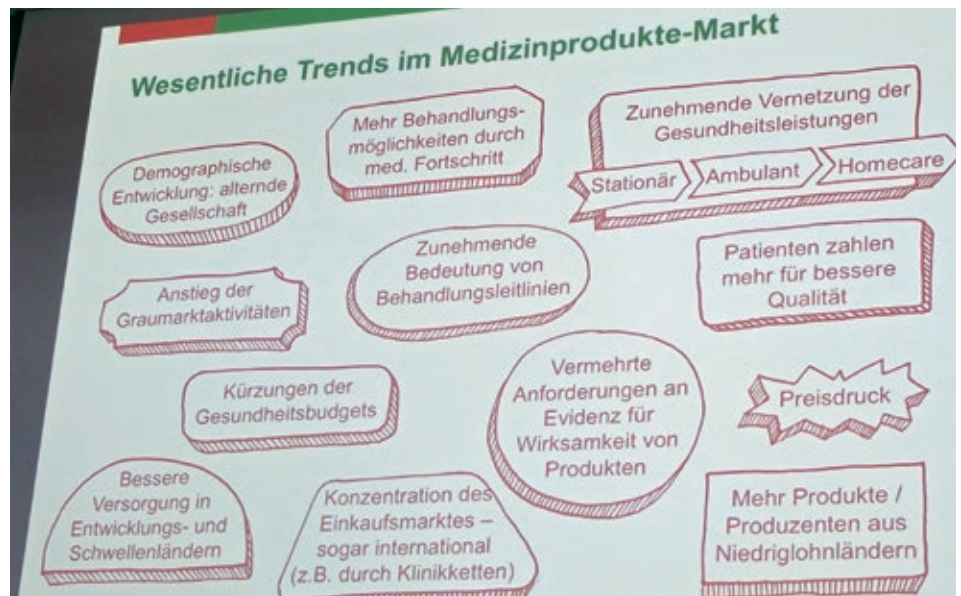 Wesentliche Trends im Medizinprodukte-Markt
Demographische
Entwicklung: alternde
Gesellschaft
Mehr Behandlungs-
möglichkeiten durch
med. Fortschritt
Zunehmende Vernetzung der
Gesundheitsleistungen
Stationär
Ambulant
Homecare
Anstieg der
Graumarktaktivitäten
Zunehmende
Bedeutung von
Behandlungsleitlinien
Patienten zahlen
mehr für bessere
Qualität
Kürzungen der
Gesundheitsbudgets
Vermehrte
Anforderungen an
Evidenz für
Wirksamkeit von
Produkten
Preisdruck
Bessere
Versorgung in
Entwicklungs- und
Schwellenländern
Konzentration des
Einkaufsmarktes –
sogar international
(z.B. durch Klinikketten)
Mehr Produkte /
Produzenten aus
Niedriglohnländern